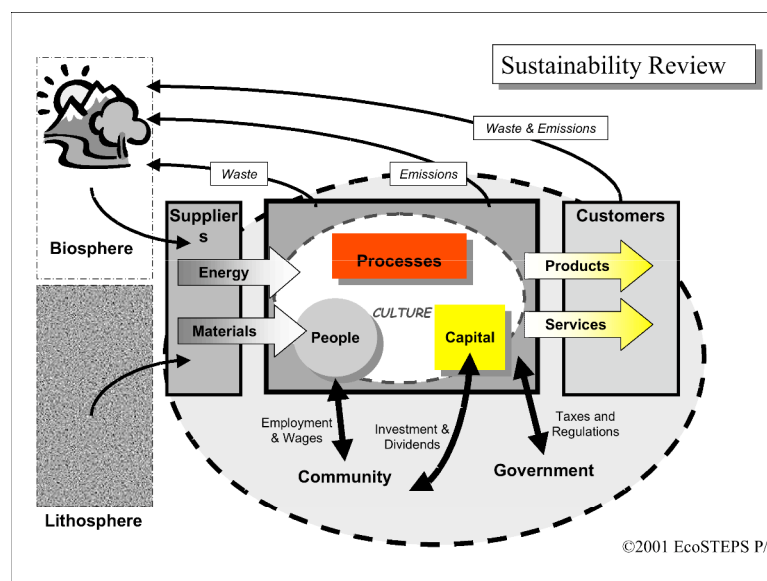 Sustainability Review
Waste & Emissions
Waste
Emissions
Supplier
s
Customers
Biosphere
Processes
Products
Energy
CULTURE
Materials
People
Capital
Services
Employment
& Wages
Investment &
Dividends
Taxes and
Regulations
Community
Government
Lithosphere
©2001 EcoSTEPS P/